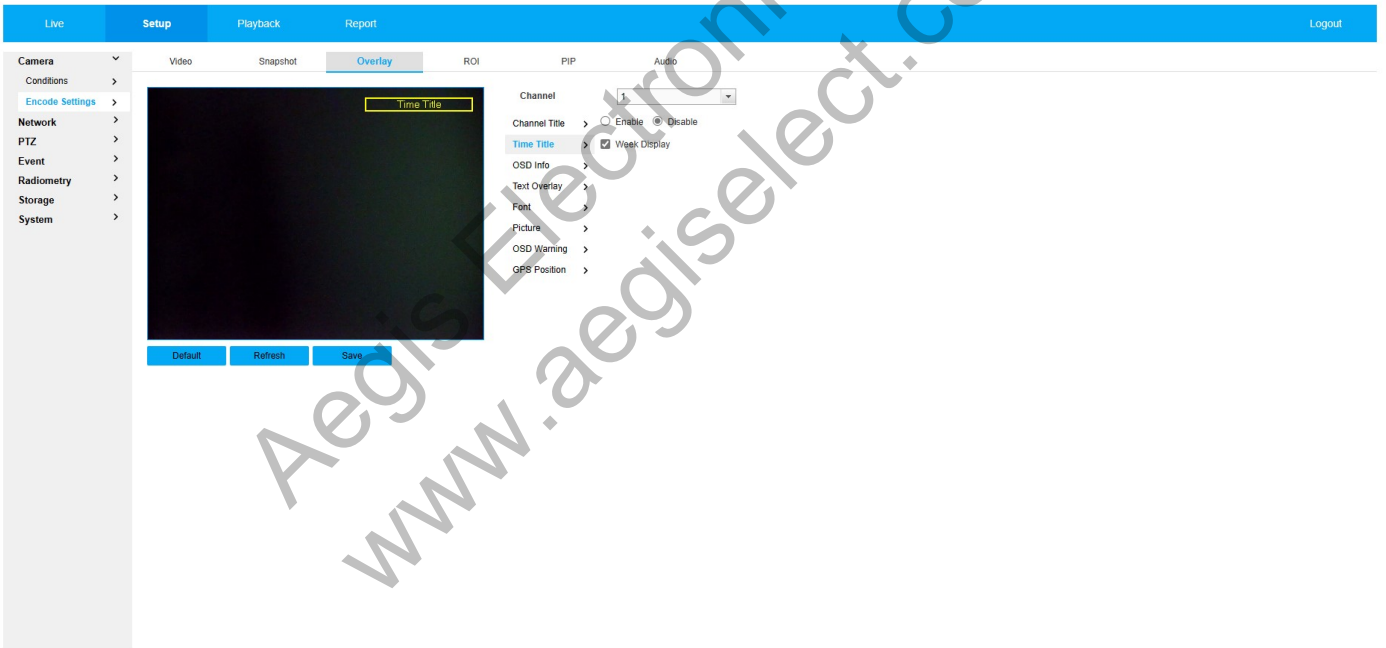 Live Setup Playback Report Logout
Camera
Conditions
Encode Settings
Network
PTZ
Event
Radiometry
Storage
System
Video Snapshot Overlay ROI PIP Audio
Time Title
Default Refresh Save
Channel 1
Channel Title Enable Disable
Time Title Week Display
OSD Info
Text Overlay
Font
Picture
OSD Warning
GPS Position
Aegis
www.aegiselect.c